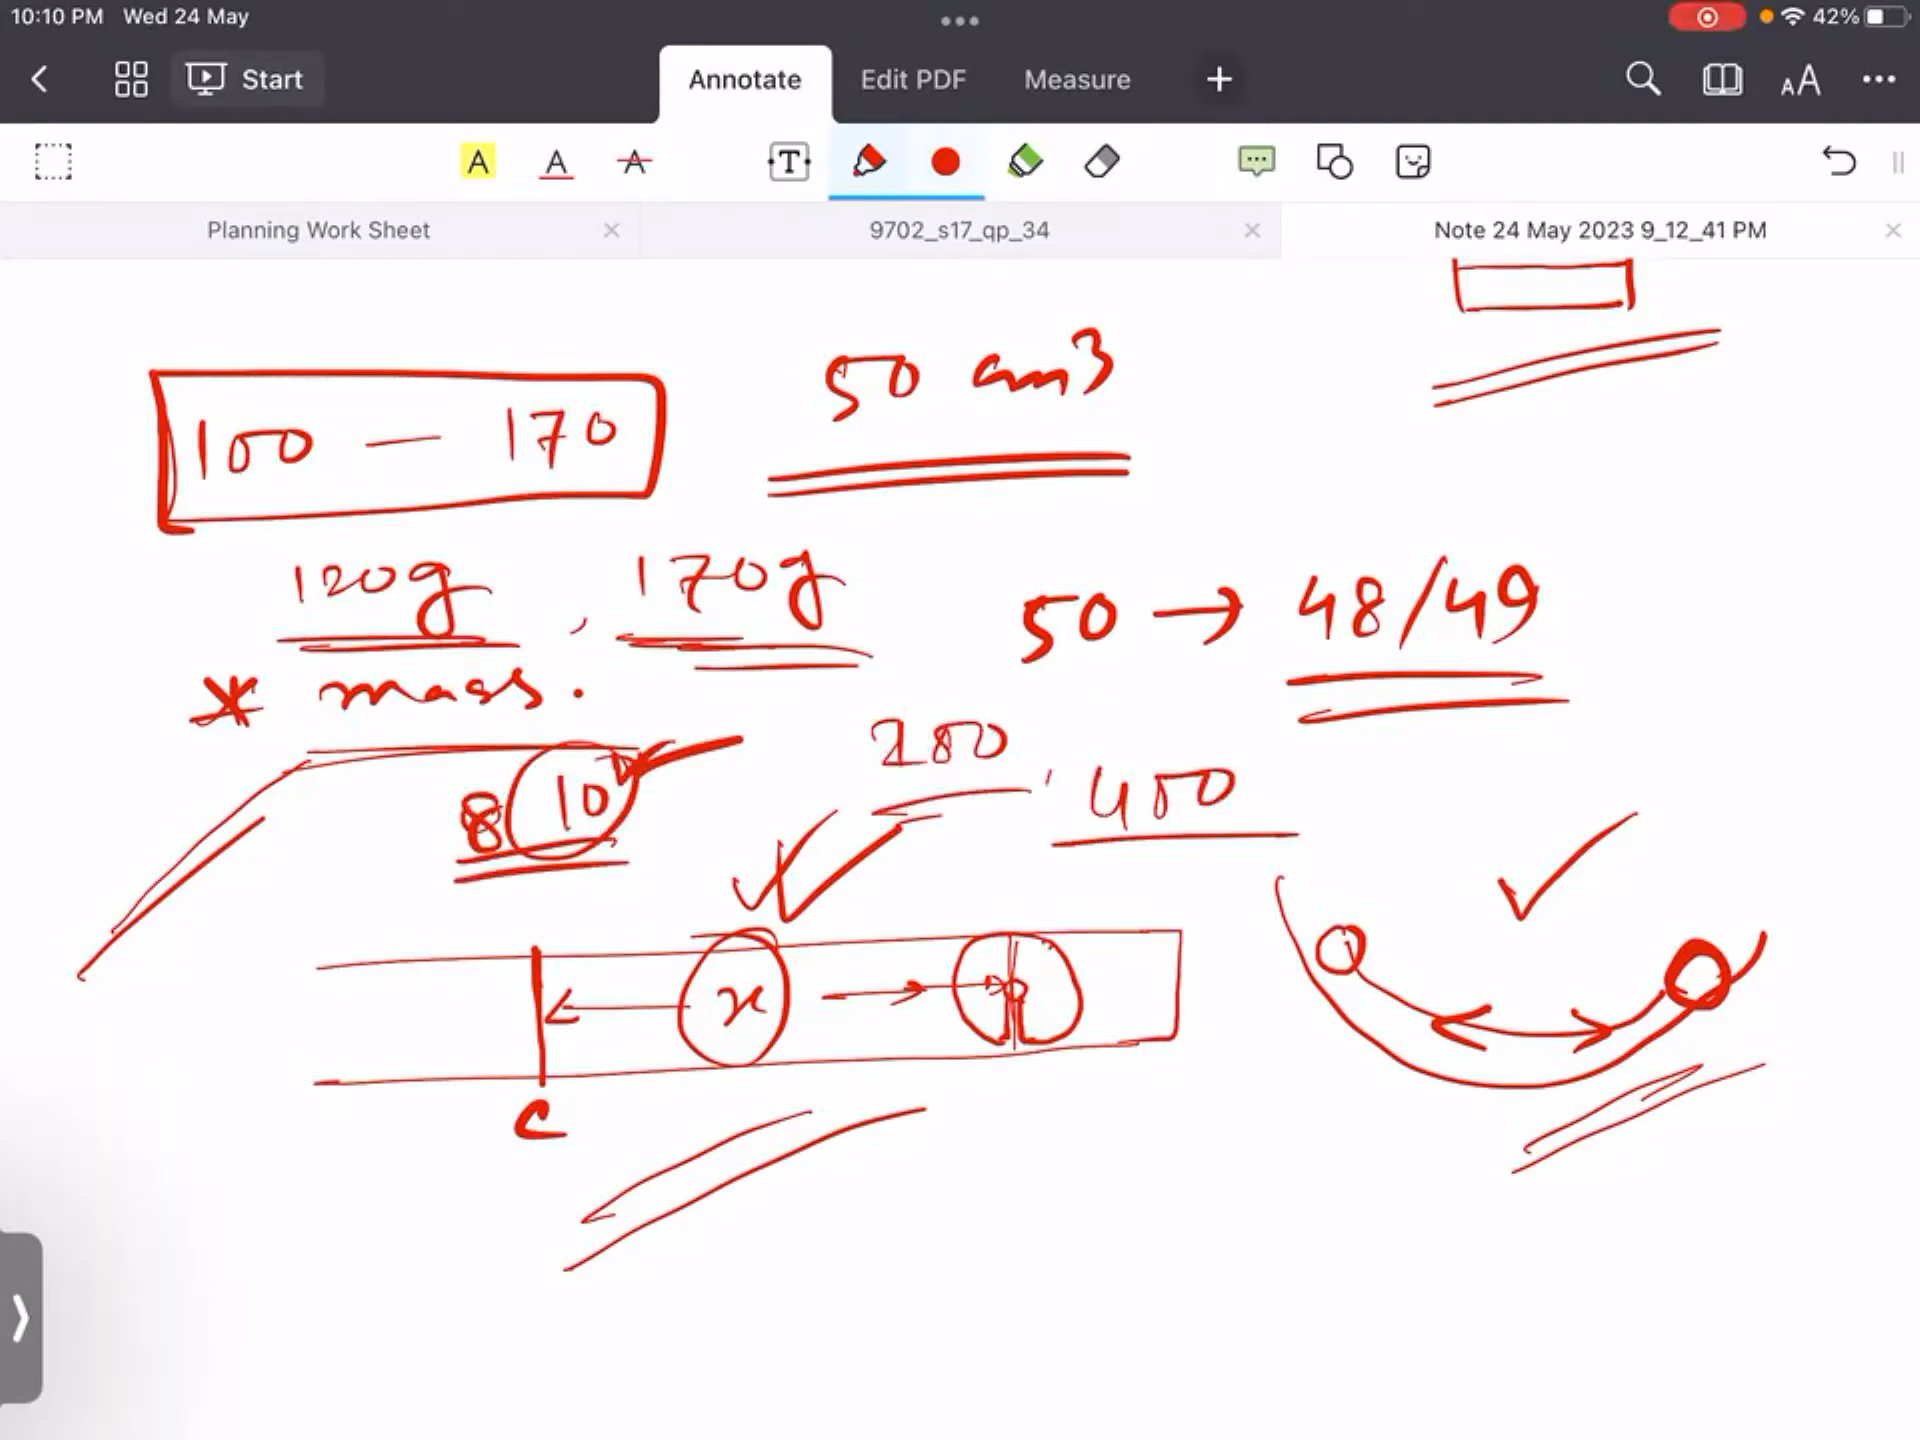 10:10 PM Wed 24 May
42%
Start
Annotate
Edit PDF
Measure
Planning Work Sheet
9702_s17_qp_34
Note 24 May 2023 9_12_41 PM
50 cm3
100 — 170
120g , 170g
50 → 48/49
* mass.
200 , 400
8 10
x
C